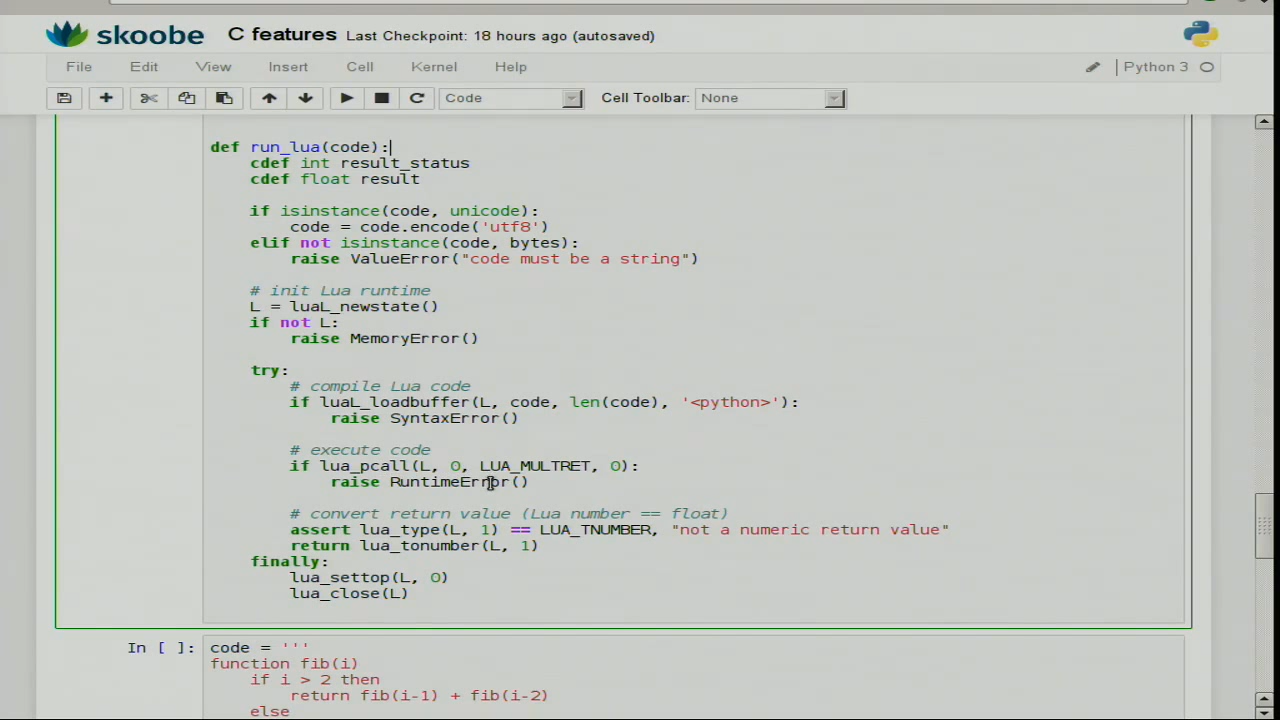 skoobe C features Last Checkpoint: 18 hours ago (autosaved)
File Edit View Insert Cell Kernel Help Python 3
Code Cell Toolbar: None
def run_lua(code):
    cdef int result_status
    cdef float result
    if isinstance(code, unicode):
        code = code.encode('utf8')
    elif not isinstance(code, bytes):
        raise ValueError("code must be a string")
    # init Lua runtime
    L = luaL_newstate()
    if not L:
        raise MemoryError()
    try:
        # compile Lua code
        if luaL_loadbuffer(L, code, len(code), '<python>'):
            raise SyntaxError()
        # execute code
        if lua_pcall(L, 0, LUA_MULTRET, 0):
            raise RuntimeError()
        # convert return value (Lua number == float)
        assert lua_type(L, 1) == LUA_TNUMBER, "not a numeric return value"
        return lua_tonumber(L, 1)
    finally:
        lua_settop(L, 0)
        lua_close(L)
In [ ]: code = '''
function fib(i)
    if i > 2 then
        return fib(i-1) + fib(i-2)
    else